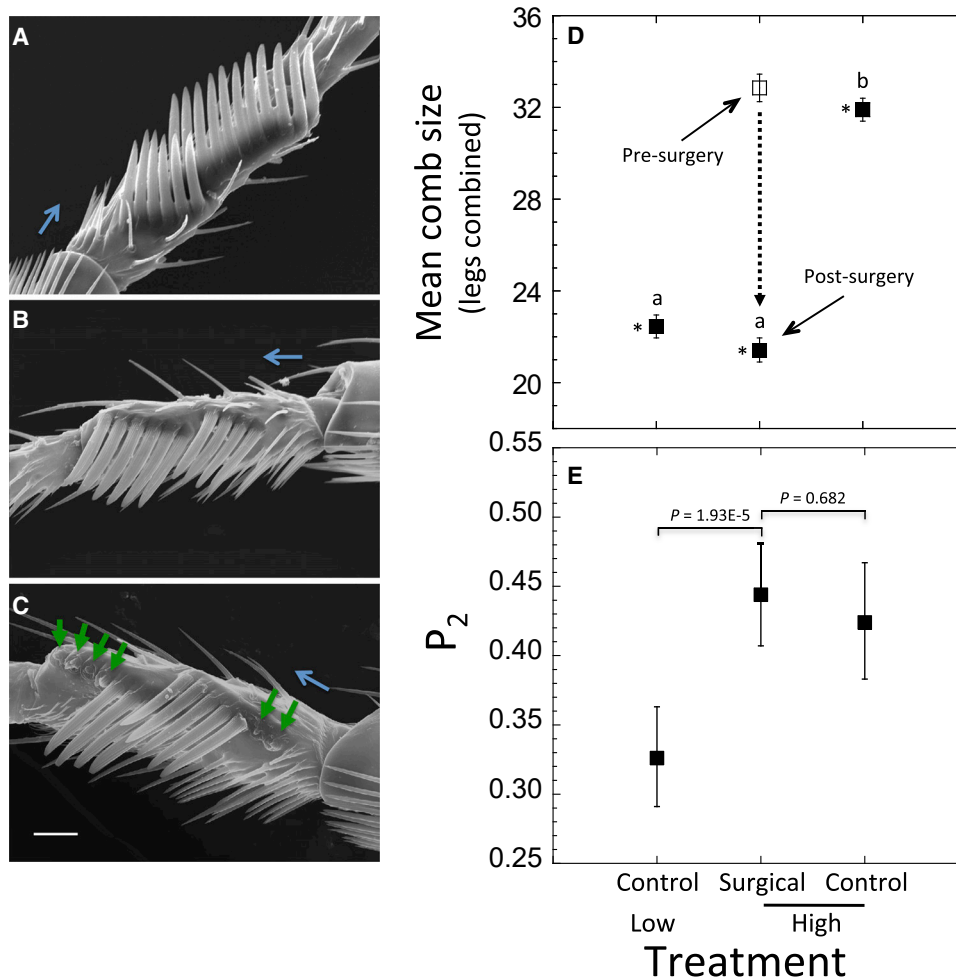 A
B
C
D
36
32
28
24
20
Mean comb size
(legs combined)
Pre-surgery
b
*
Post-surgery
a
*
a
*
E
0.55
0.50
0.45
0.40
0.35
0.30
0.25
P2
P = 1.93E-5
P = 0.682
Control
Surgical
Control
Low
High
Treatment